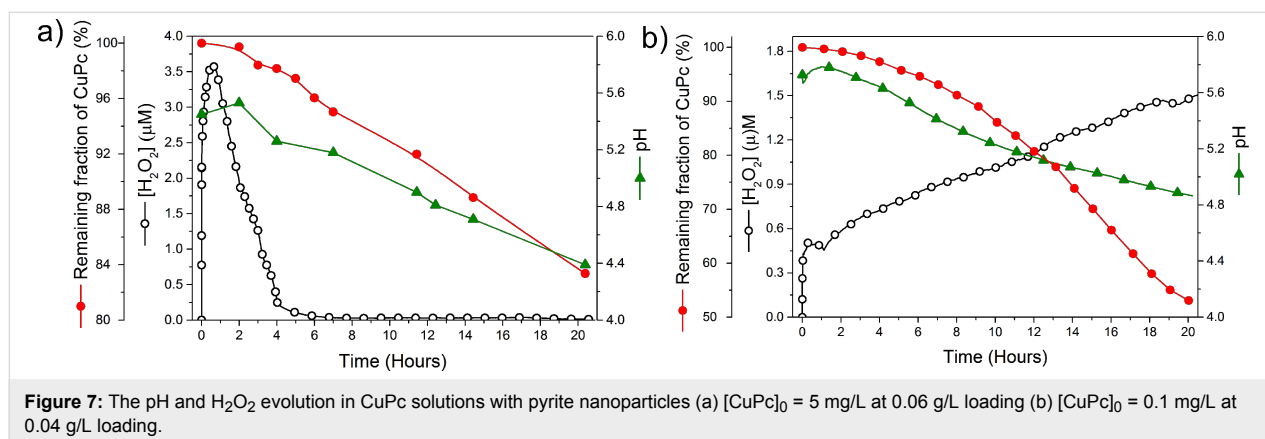 a)
Remaining fraction of CuPc (%)
100
96
92
88
84
80
[H2O2] (μM)
4.0
3.5
3.0
2.5
2.0
1.5
1.0
0.5
0.0
0 2 4 6 8 10 12 14 16 18 20
Time (Hours)
6.0
5.6
5.2
4.8
4.4
4.0
pH
b)
Remaining fraction of CuPc (%)
100
90
80
70
60
50
[H2O2] (μ)M
1.8
1.5
1.2
0.9
0.6
0.3
0.0
0 2 4 6 8 10 12 14 16 18 20
Time (Hours)
6.0
5.6
5.2
4.8
4.4
4.0
pH
Figure 7: The pH and H2O2 evolution in CuPc solutions with pyrite nanoparticles (a) [CuPc]0 = 5 mg/L at 0.06 g/L loading (b) [CuPc]0 = 0.1 mg/L at
0.04 g/L loading.